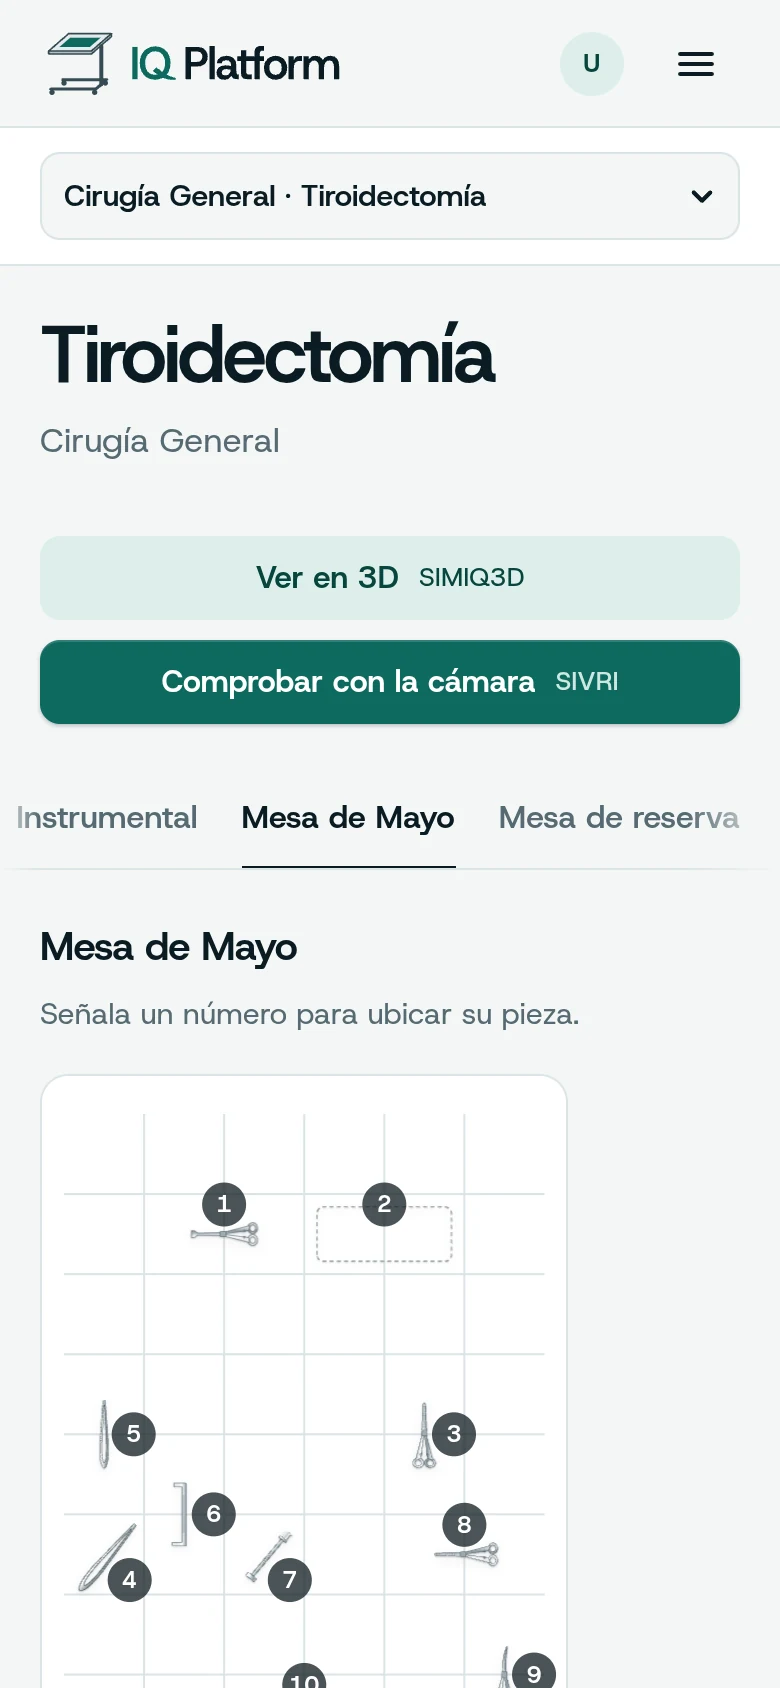 IQ Platform
U
Cirugía General · Tiroidectomía
Tiroidectomía
Cirugía General
Ver en 3D SIMIQ3D
Comprobar con la cámara SIVRI
Instrumental Mesa de Mayo Mesa de reserva
Mesa de Mayo
Señala un número para ubicar su pieza.
1 2
5 3
6 8
4 7
10 9